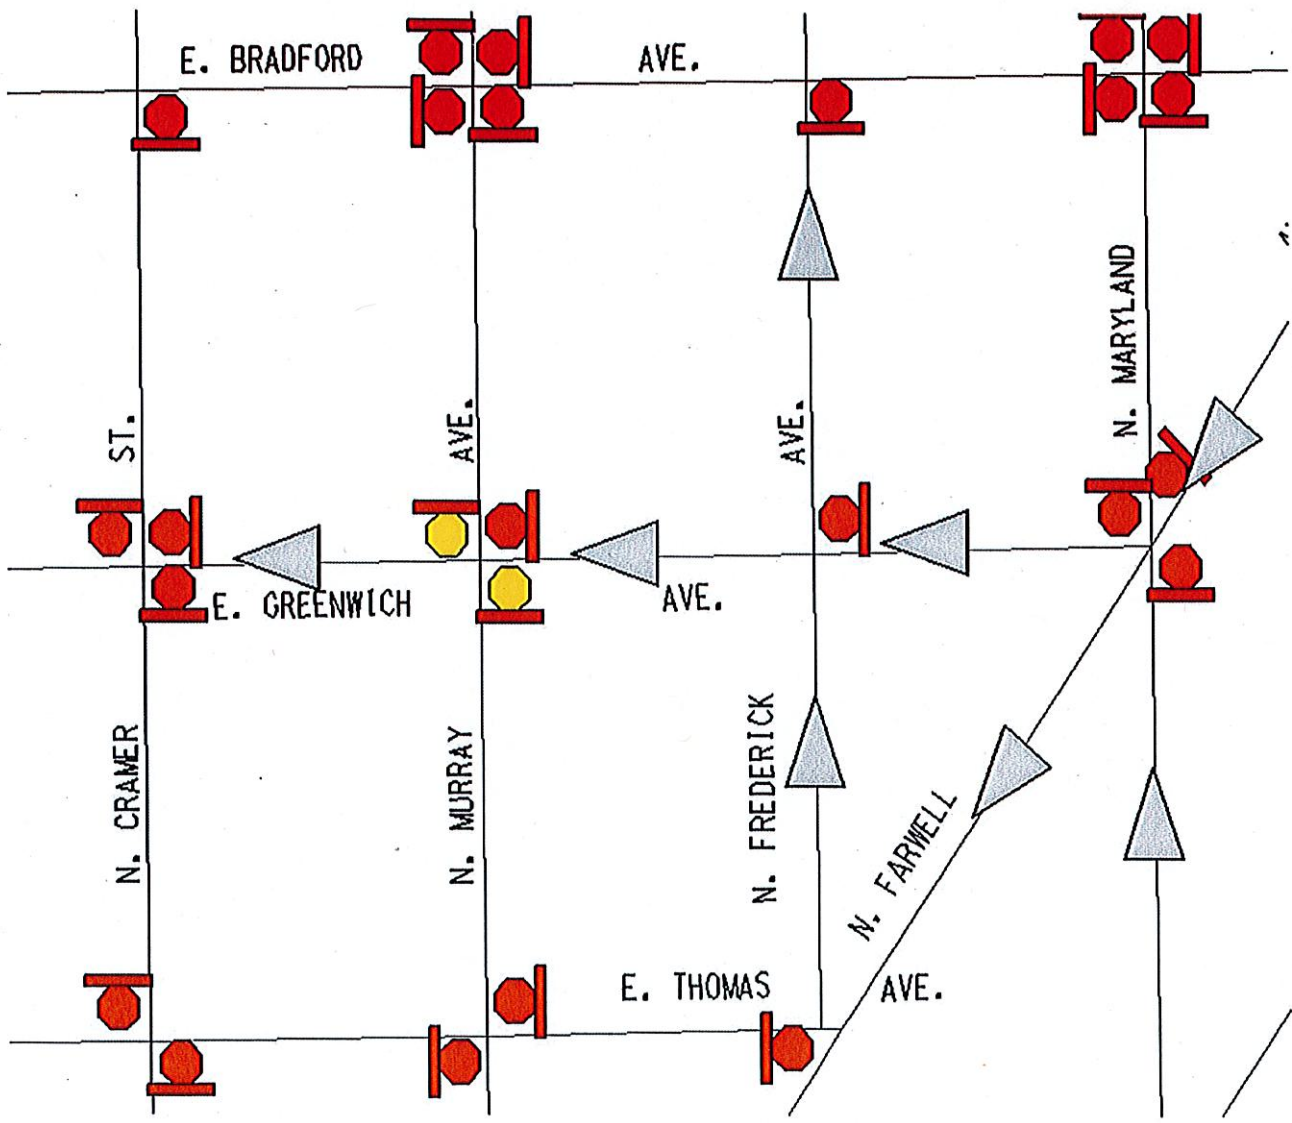 E. BRADFORD AVE.
N. MARYLAND
ST.
AVE.
AVE.
E. GREENWICH AVE.
N. CRAMER
N. MURRAY
N. FREDERICK
N. FARWELL
E. THOMAS AVE.